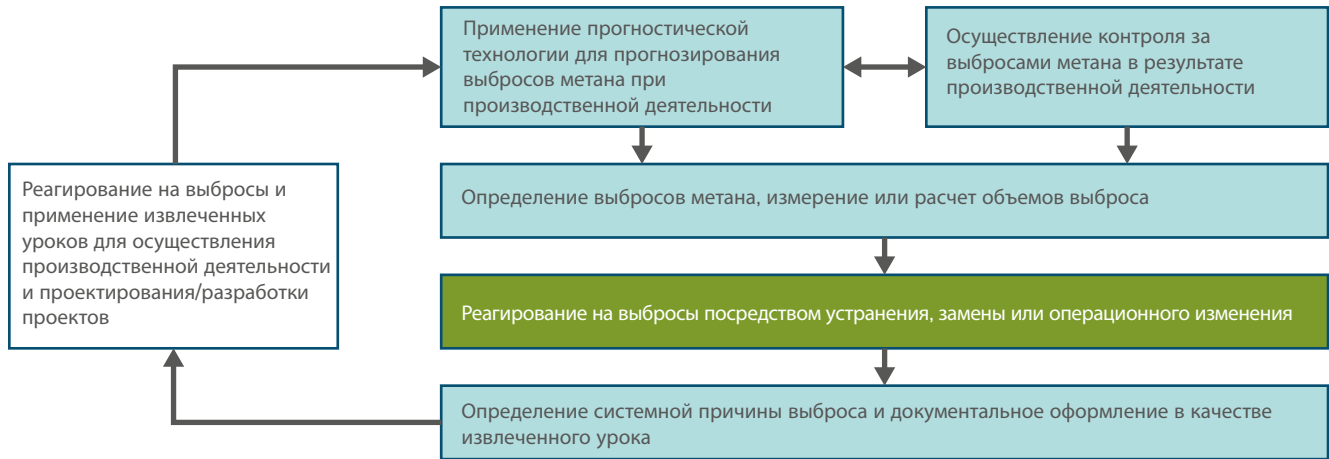 Применение прогностической
технологии для прогнозирования
выбросов метана при
производственной деятельности
Осуществление контроля за
выбросами метана в результате
производственной деятельности
Реагирование на выбросы и
применение извлеченных
уроков для осуществления
производственной деятельности
и проектирования/разработки
проектов
Определение выбросов метана, измерение или расчет объемов выброса
Реагирование на выбросы посредством устранения, замены или операционного изменения
Определение системной причины выброса и документальное оформление в качестве
извлеченного урока